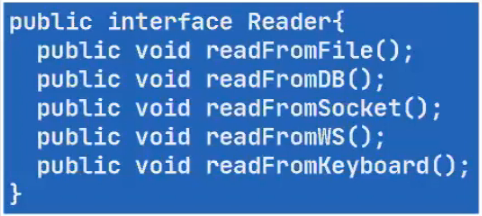 public interface Reader{
  public void readFromFile();
  public void readFromDB();
  public void readFromSocket();
  public void readFromWS();
  public void readFromKeyboard();
}